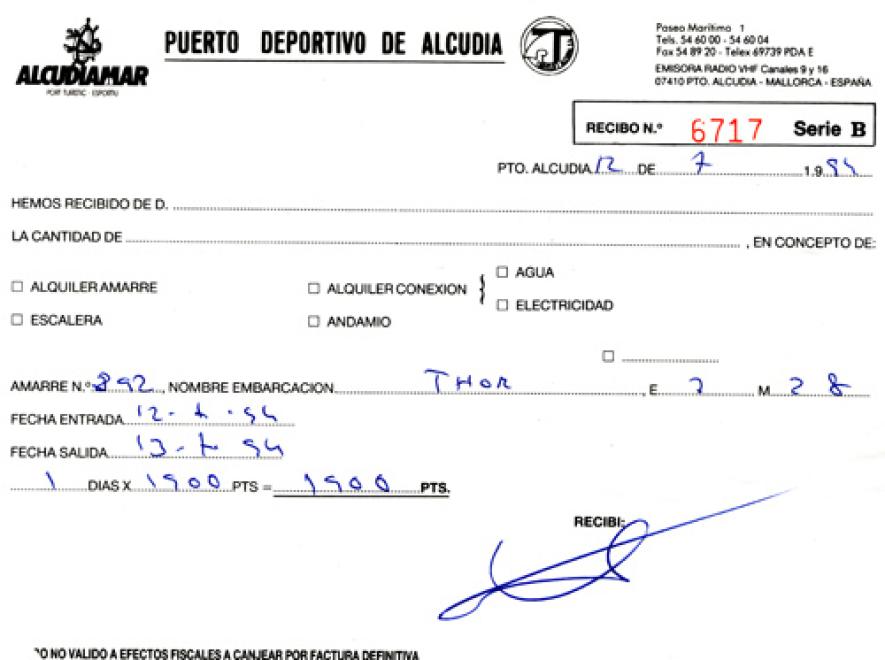 ALCUDIAMAR
PORT TURÍSTIC - ESPORTIU
PUERTO DEPORTIVO DE ALCUDIA
Paseo Marítimo 1
Tels. 54 60 00 - 54 60 04
Fax 54 89 20 - Telex 69739 PDA E
EMISORA RADIO VHF Canales 9 y 16
07410 PTO. ALCUDIA - MALLORCA - ESPAÑA
RECIBO N.º 6717 Serie B
PTO. ALCUDIA 12 DE 7 1.9 94
HEMOS RECIBIDO DE D.
LA CANTIDAD DE , EN CONCEPTO DE:
ALQUILER AMARRE
ALQUILER CONEXION
AGUA
ELECTRICIDAD
ESCALERA
ANDAMIO
AMARRE N.º 892, NOMBRE EMBARCACION THOR, E 7 M 28
FECHA ENTRADA 12-7-94
FECHA SALIDA 13-7 94
1 DIAS X 1900 PTS = 1900 PTS.
RECIBI:
O NO VALIDO A EFECTOS FISCALES A CANJEAR POR FACTURA DEFINITIVA